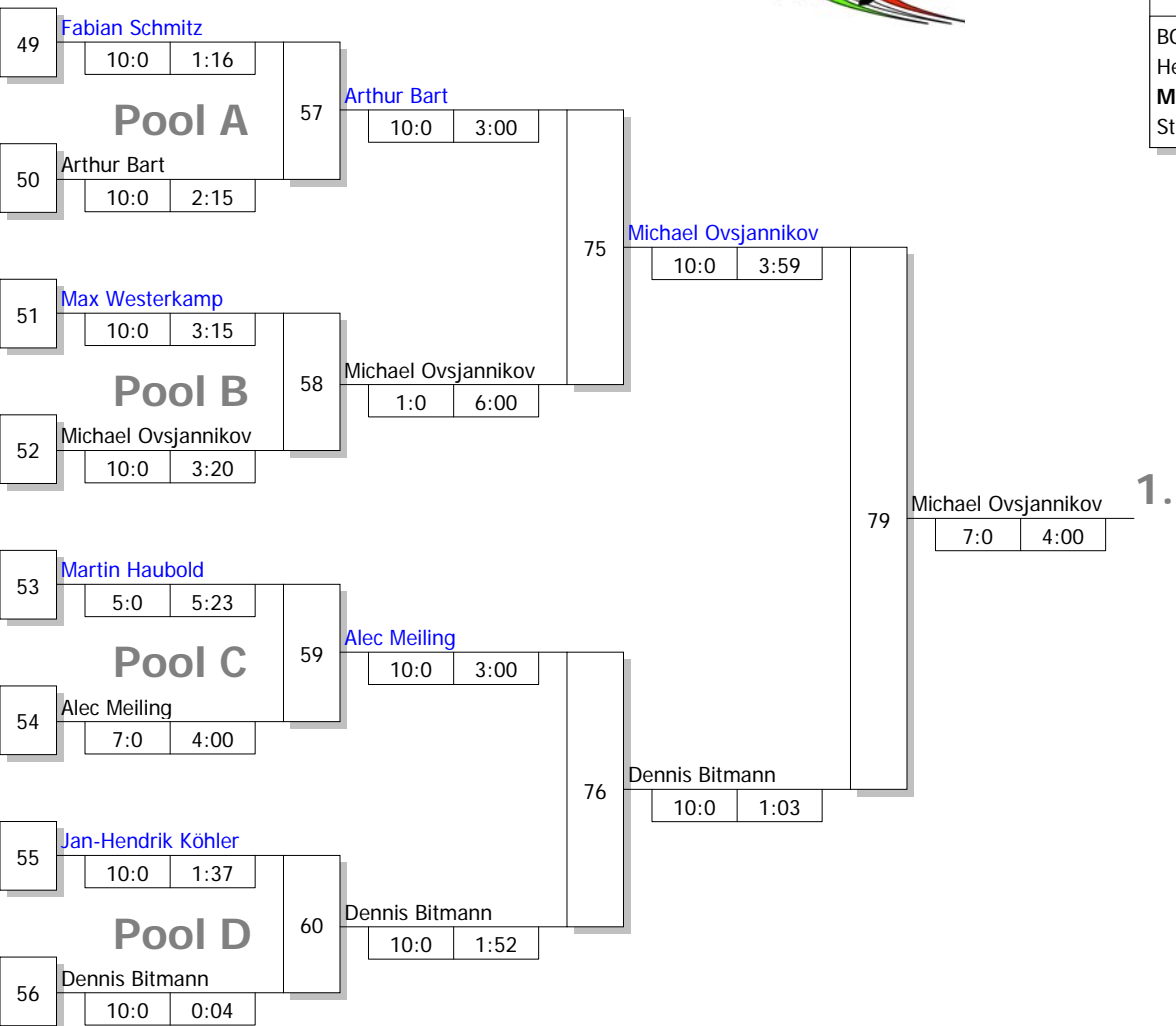 49
Fabian Schmitz
10:0 1:16
Pool A
57
Arthur Bart
10:0 3:00
50
Arthur Bart
10:0 2:15
75
Michael Ovsjannikov
10:0 3:59
51
Max Westerkamp
10:0 3:15
Pool B
58
Michael Ovsjannikov
1:0 6:00
52
Michael Ovsjannikov
10:0 3:20
79
Michael Ovsjannikov
7:0 4:00
1.
53
Martin Haubold
5:0 5:23
Pool C
59
Alec Meiling
10:0 3:00
54
Alec Meiling
7:0 4:00
76
Dennis Bitmann
10:0 1:03
55
Jan-Hendrik Köhler
10:0 1:37
Pool D
60
Dennis Bitmann
10:0 1:52
56
Dennis Bitmann
10:0 0:04